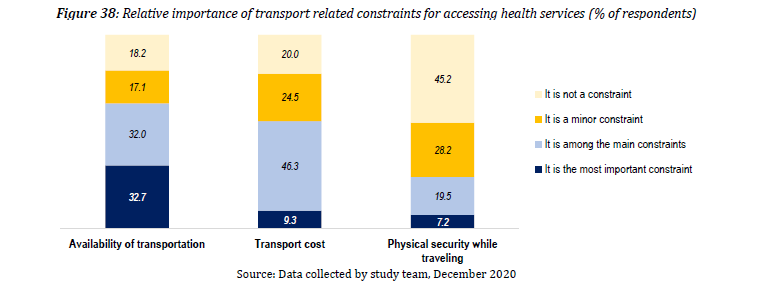 Figure 38: Relative importance of transport related constraints for accessing health services (% of respondents)
18.2
20.0
45.2
17.1
24.5
28.2
32.0
46.3
19.5
32.7
9.3
7.2
It is not a constraint
It is a minor constraint
It is among the main constraints
It is the most important constraint
Availability of transportation
Transport cost
Physical security while
traveling
Source: Data collected by study team, December 2020